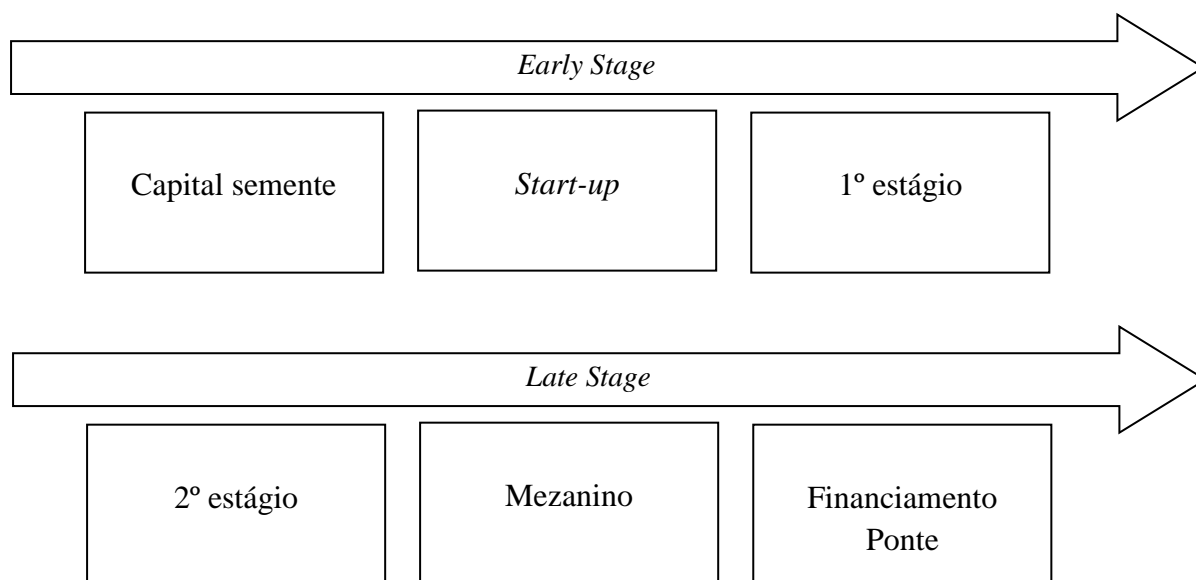 Early Stage
Capital semente
Start-up
1º estágio
Late Stage
2º estágio
Mezanino
Financiamento
Ponte